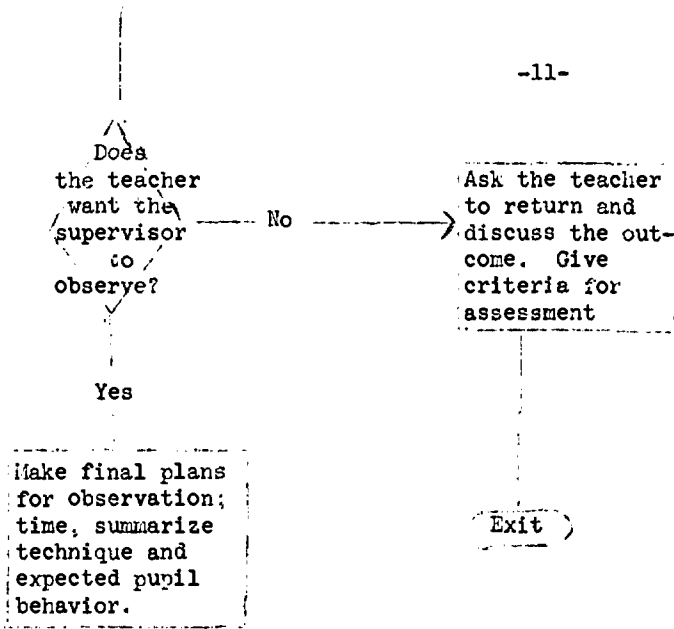 -11-
Does
the teacher
want the
supervisor
to
observe?
No
Ask the teacher
to return and
discuss the out-
come. Give
criteria for
assessment
Yes
Make final plans
for observation;
time, summarize
technique and
expected pupil
behavior.
Exit